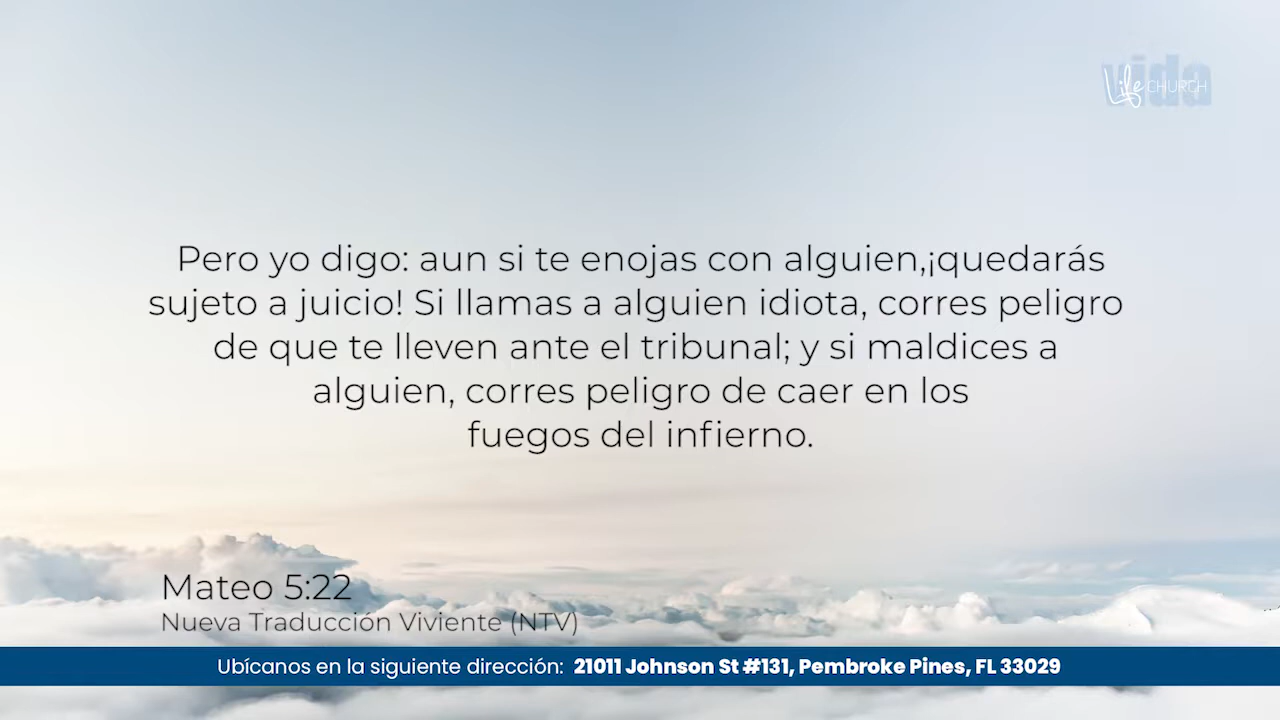 vida
Life CHURCH
Pero yo digo: aun si te enojas con alguien,¡quedarás
sujeto a juicio! Si llamas a alguien idiota, corres peligro
de que te lleven ante el tribunal; y si maldices a
alguien, corres peligro de caer en los
fuegos del infierno.
Mateo 5:22
Nueva Traducción Viviente (NTV)
Ubícanos en la siguiente dirección: 21011 Johnson St #131, Pembroke Pines, FL 33029